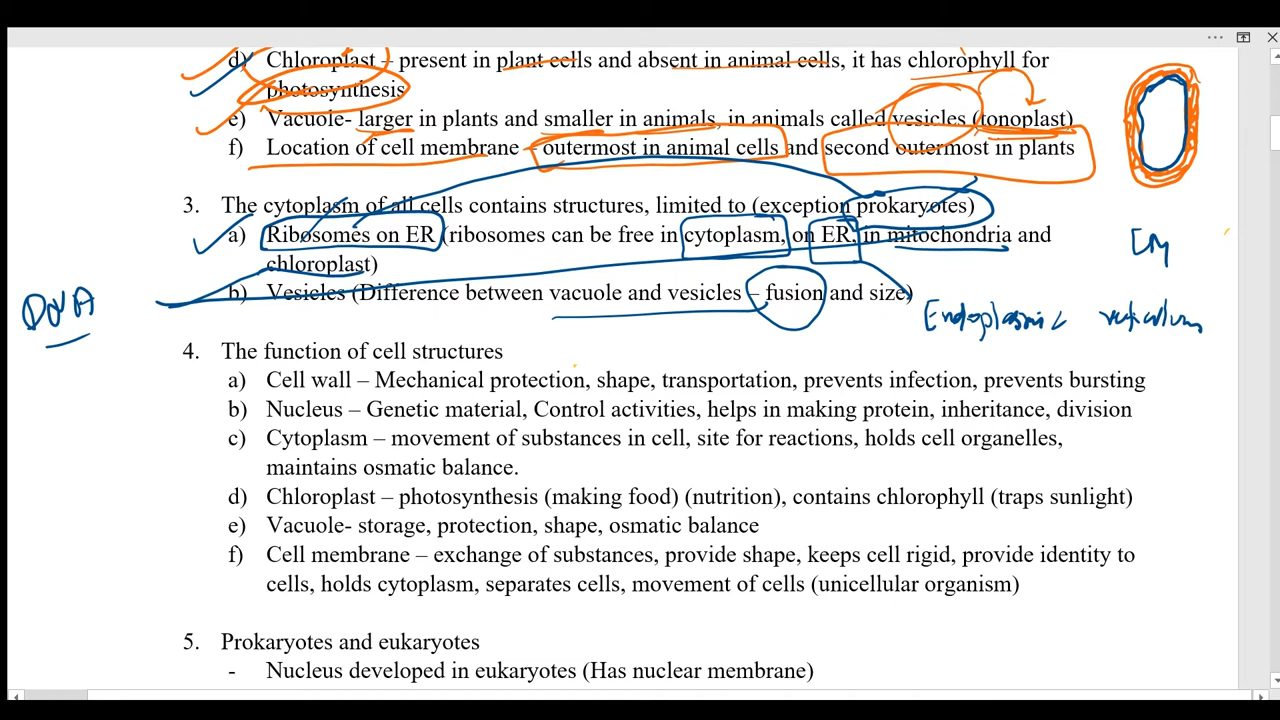 d) Chloroplast – present in plant cells and absent in animal cells, it has chlorophyll for
photosynthesis
e) Vacuole- larger in plants and smaller in animals, in animals called vesicles (tonoplast)
f) Location of cell membrane – outermost in animal cells and second outermost in plants
3. The cytoplasm of all cells contains structures, limited to (exception prokaryotes)
a) Ribosomes on ER (ribosomes can be free in cytoplasm, on ER, in mitochondria and
chloroplast)
b) Vesicles (Difference between vacuole and vesicles – fusion and size)
DNA
Endoplasmic reticulum
4. The function of cell structures
a) Cell wall – Mechanical protection, shape, transportation, prevents infection, prevents bursting
b) Nucleus – Genetic material, Control activities, helps in making protein, inheritance, division
c) Cytoplasm – movement of substances in cell, site for reactions, holds cell organelles,
maintains osmatic balance.
d) Chloroplast – photosynthesis (making food) (nutrition), contains chlorophyll (traps sunlight)
e) Vacuole- storage, protection, shape, osmatic balance
f) Cell membrane – exchange of substances, provide shape, keeps cell rigid, provide identity to
cells, holds cytoplasm, separates cells, movement of cells (unicellular organism)
5. Prokaryotes and eukaryotes
- Nucleus developed in eukaryotes (Has nuclear membrane)